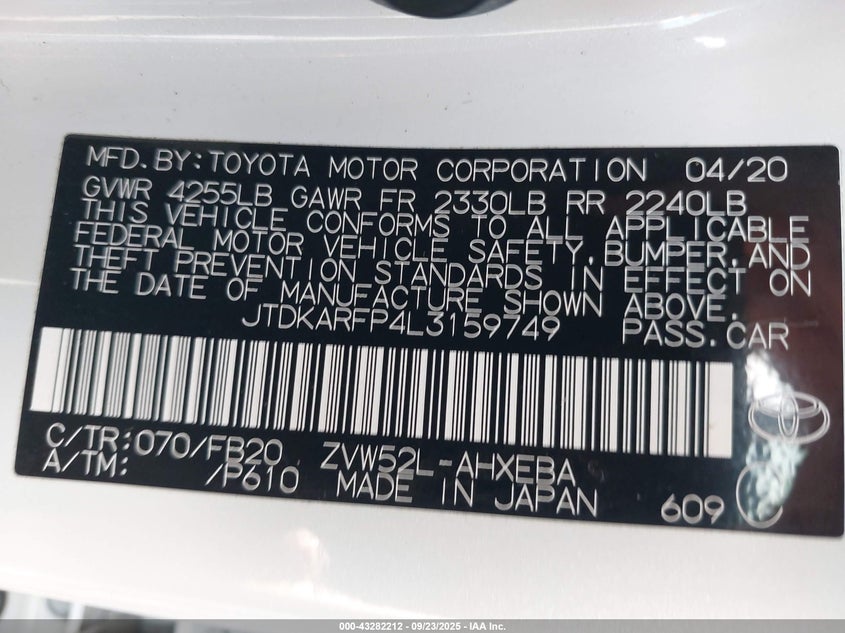 MFD.BY:TOYOTA MOTOR CORPORATION 04/20
GVWR 4255LB GAWR FR 2330LB RR 2240LB
THIS VEHICLE CONFORMS TO ALL APPLICABLE
FEDERAL MOTOR VEHICLE SAFETY,BUMPER,AND
THEFT PREVENTION STANDARDS IN EFFECT ON
THE DATE OF MANUFACTURE SHOWN ABOVE.
JTDKARFP4L3159749 PASS.CAR
C/TR:070/FB20 ZVW52L-AHXEBA
A/TM: /P610 MADE IN JAPAN 609
000-43282212 - 09/23/2025 - IAA Inc.